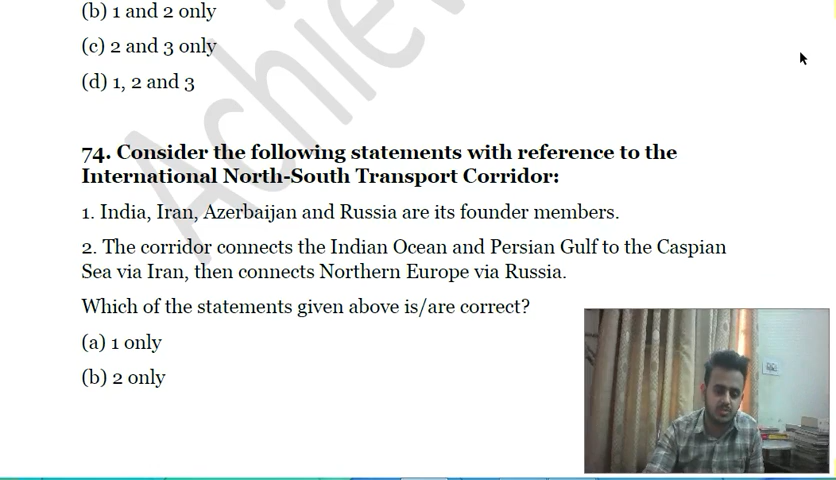 (b) 1 and 2 only
(c) 2 and 3 only
(d) 1, 2 and 3
Achiev
74. Consider the following statements with reference to the
International North-South Transport Corridor:
1. India, Iran, Azerbaijan and Russia are its founder members.
2. The corridor connects the Indian Ocean and Persian Gulf to the Caspian
Sea via Iran, then connects Northern Europe via Russia.
Which of the statements given above is/are correct?
(a) 1 only
(b) 2 only